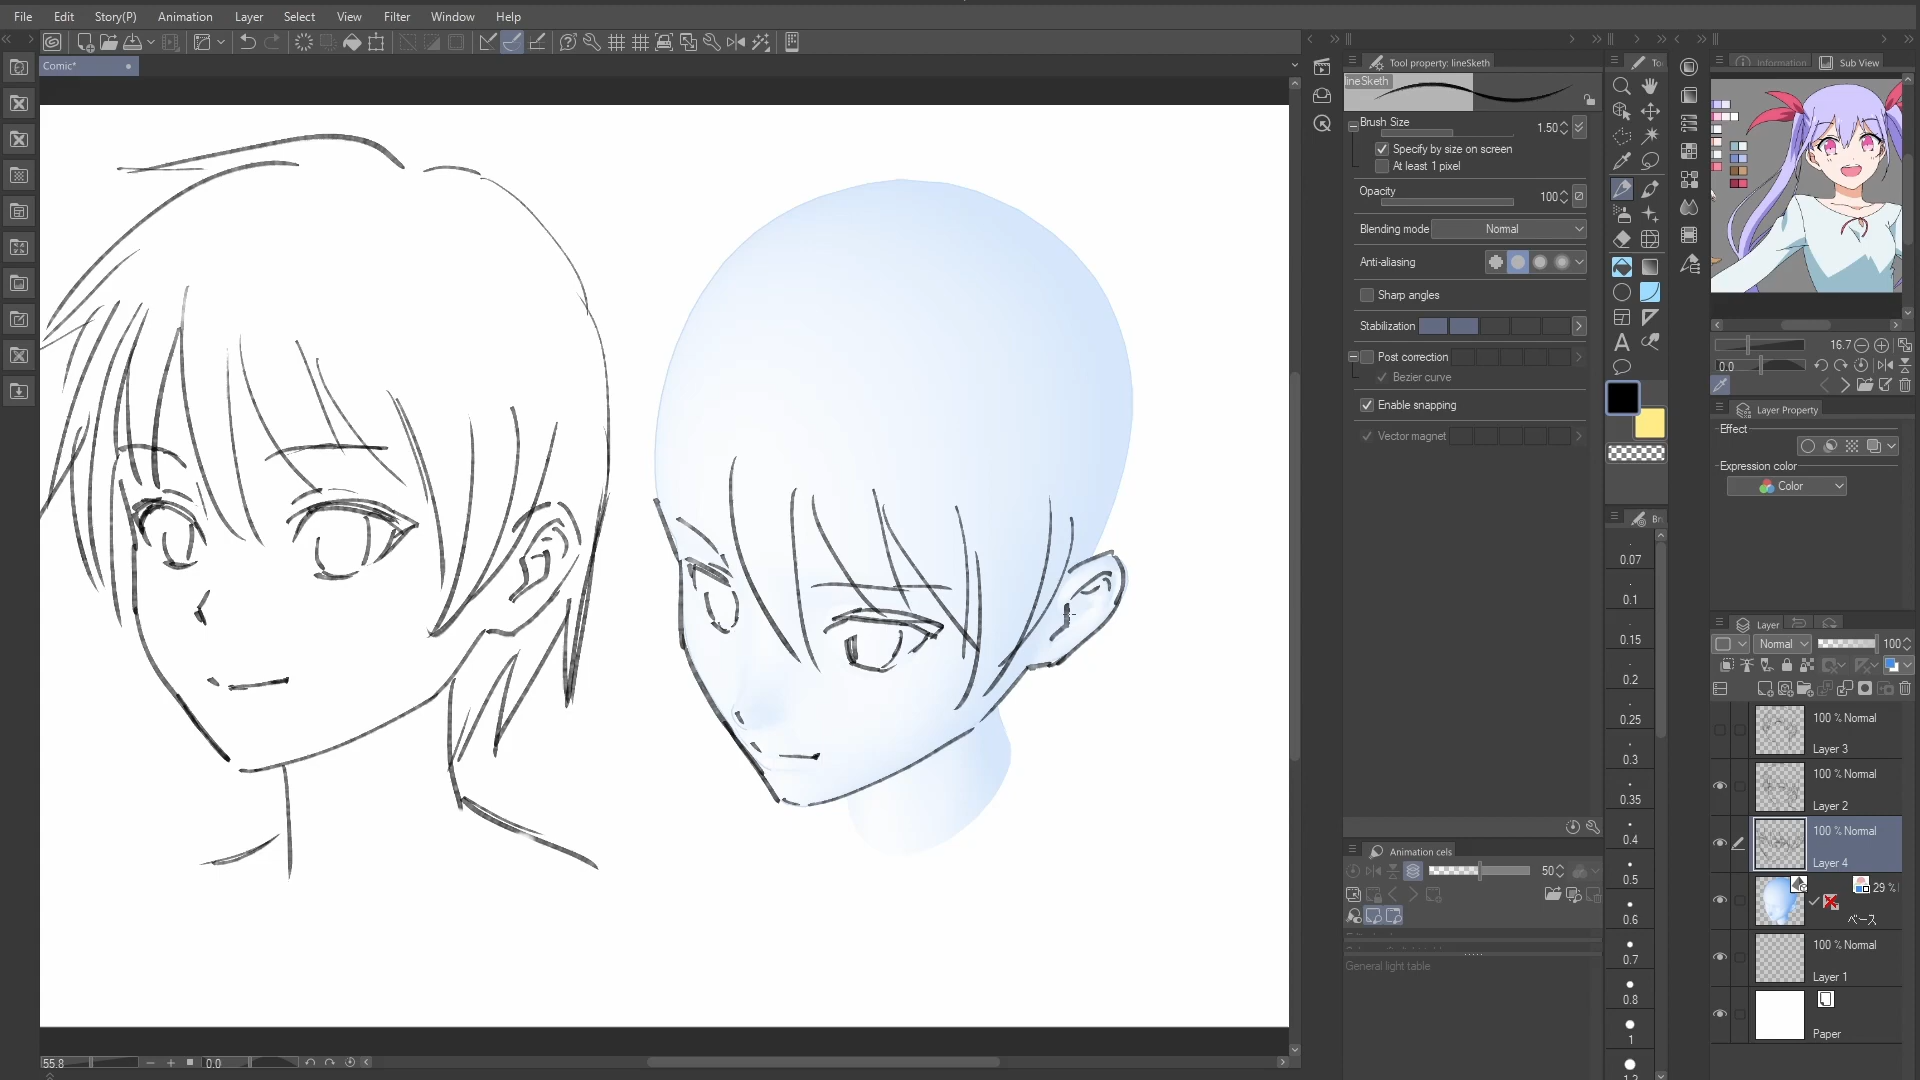 File Edit Story(P) Animation Layer Select View Filter Window Help
Comic*
Tool property: lineSketh
lineSketh
Brush Size 1.50
Specify by size on screen
At least 1 pixel
Opacity 100
Blending mode Normal
Anti-aliasing
Sharp angles
Stabilization
Post correction
Bezier curve
Enable snapping
Vector magnet
Animation cels
50
General light table
0.07
0.1
0.15
0.2
0.25
0.3
0.35
0.4
0.5
0.6
0.7
0.8
1
Information Sub View
16.7
0.0
Layer Property
Effect
Expression color
Color
Layer
Normal 100
100 % Normal
Layer 3
100 % Normal
Layer 2
100 % Normal
Layer 4
29 %
ベース
100 % Normal
Layer 1
Paper
55.8 0.0